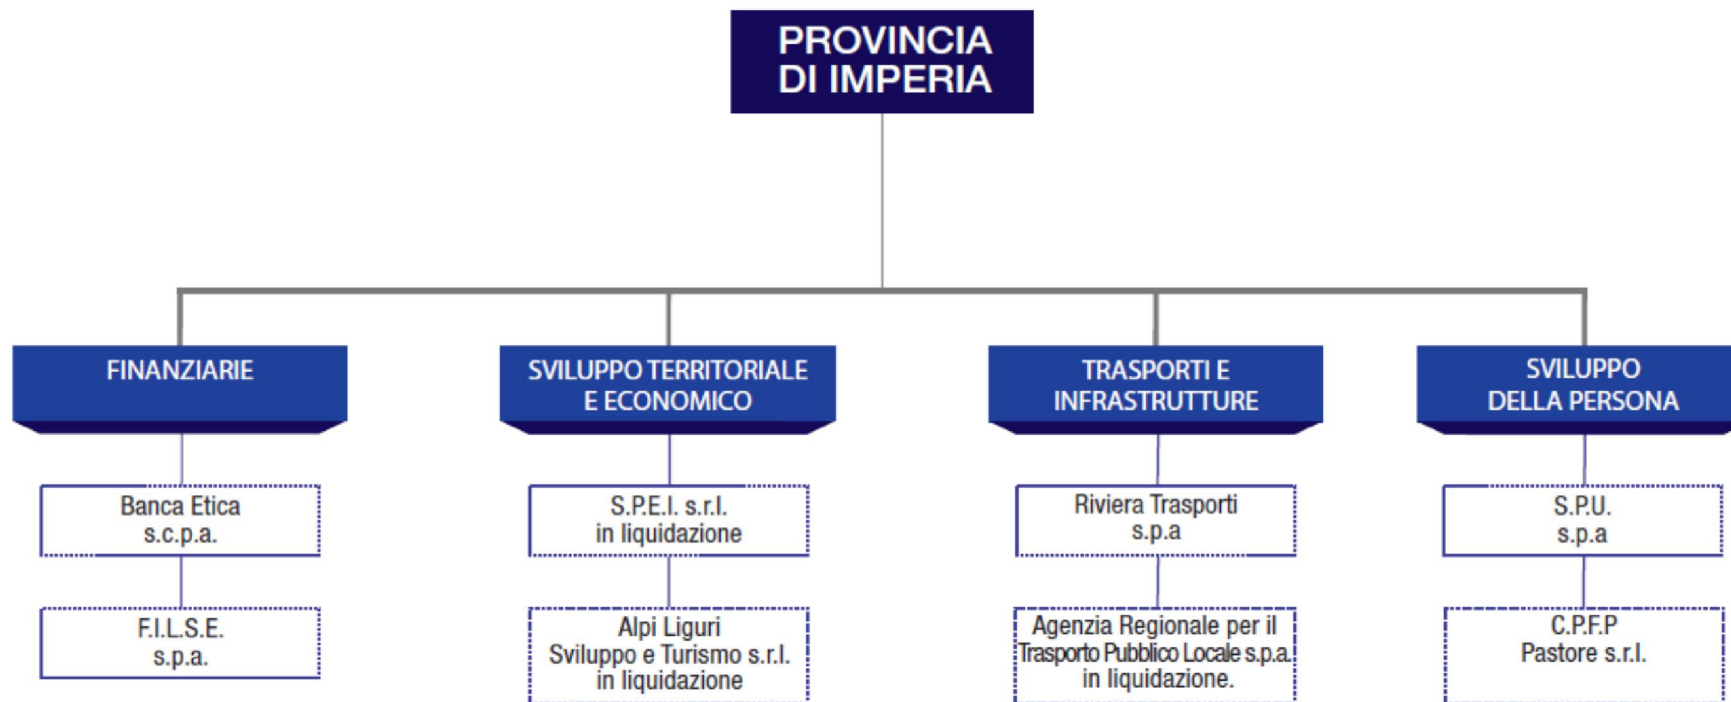 PROVINCIA
DI IMPERIA
FINANZIARIE
Banca Etica
s.c.p.a.
F.I.L.S.E.
s.p.a.
SVILUPPO TERRITORIALE
E ECONOMICO
S.P.E.I. s.r.l.
in liquidazione
Alpi Liguri
Sviluppo e Turismo s.r.l.
in liquidazione
TRASPORTI E
INFRASTRUTTURE
Riviera Trasporti
s.p.a
Agenzia Regionale per il
Trasporto Pubblico Locale s.p.a.
in liquidazione.
SVILUPPO
DELLA PERSONA
S.P.U.
s.p.a
C.P.F.P
Pastore s.r.l.